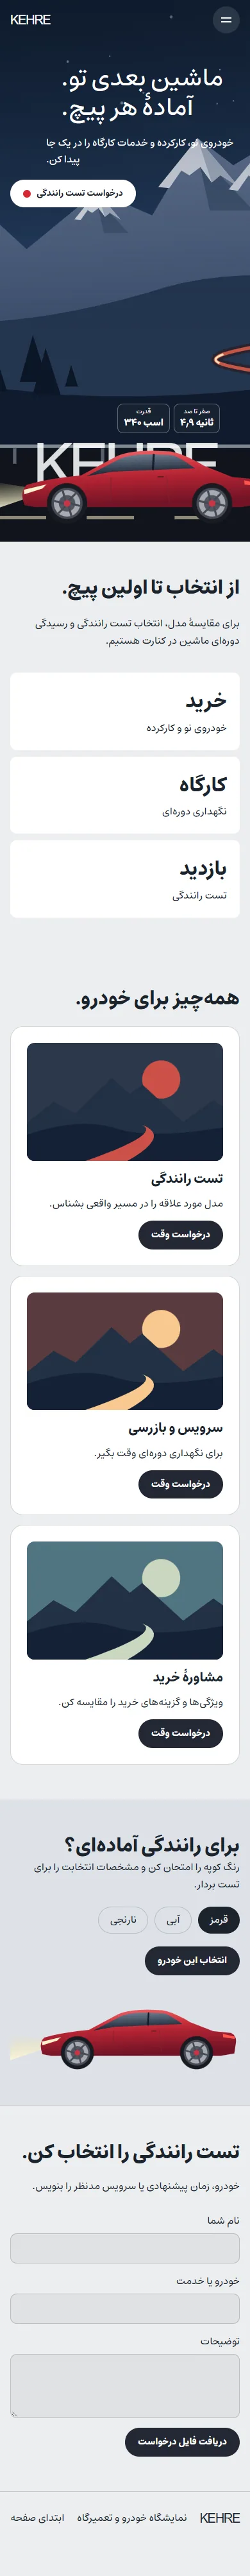 KEHRE
ماشین بعدی تو.
آمادهٔ هر پیچ.
خودروی نو، کارکرده و خدمات کارگاه را در یک جا
پیدا کن.
درخواست تست رانندگی
صفر تا صد
۴٫۹ ثانیه
قدرت
۳۴۰ اسب
KEHRE
از انتخاب تا اولین پیچ.
برای مقایسهٔ مدل، انتخاب تست رانندگی و رسیدگی
دوره‌ای ماشین در کنارت هستیم.
خرید
خودروی نو و کارکرده
کارگاه
نگهداری دوره‌ای
بازدید
تست رانندگی
همه‌چیز برای خودرو.
تست رانندگی
مدل مورد علاقه را در مسیر واقعی بشناس.
درخواست وقت
سرویس و بازرسی
برای نگهداری دوره‌ای وقت بگیر.
درخواست وقت
مشاورهٔ خرید
ویژگی‌ها و گزینه‌های خرید را مقایسه کن.
درخواست وقت
برای رانندگی آماده‌ای؟
رنگ کوپه را امتحان کن و مشخصات انتخابت را برای
تست بردار.
قرمز
آبی
نارنجی
انتخاب این خودرو
تست رانندگی را انتخاب کن.
خودرو، زمان پیشنهادی یا سرویس مدنظر را بنویس.
نام شما
خودرو یا خدمت
توضیحات
دریافت فایل درخواست
KEHRE
نمایشگاه خودرو و تعمیرگاه
ابتدای صفحه